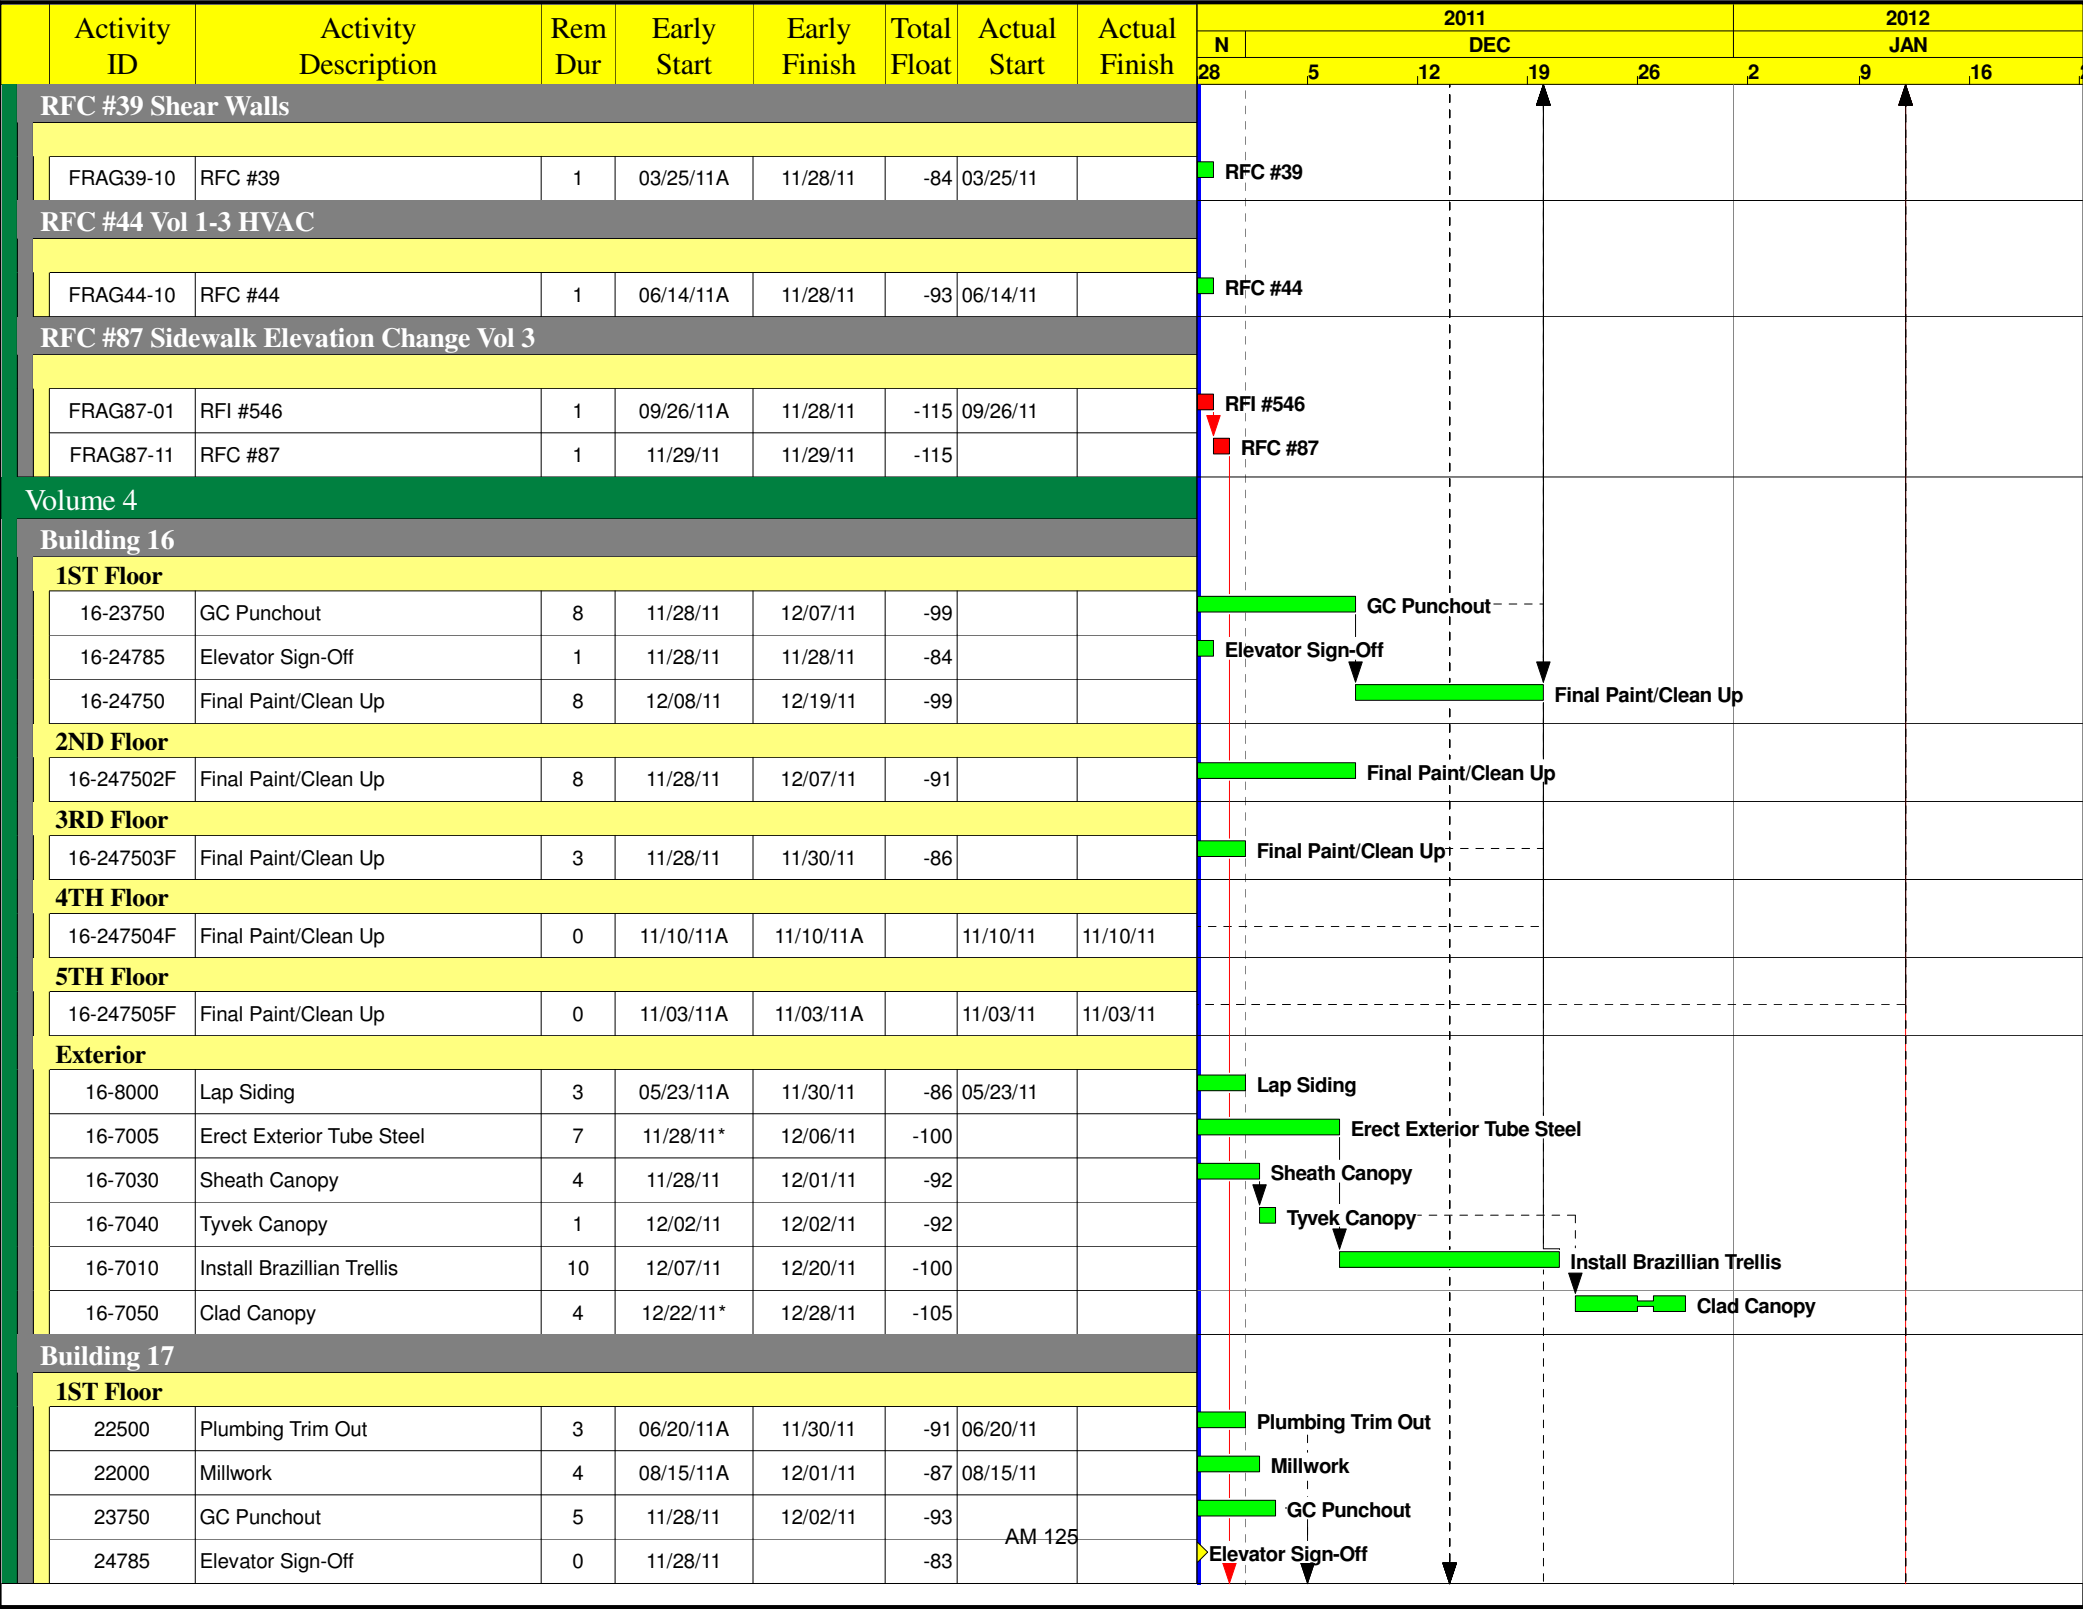 Activity ID Activity Description Rem Dur Early Start Early Finish Total Float Actual Start Actual Finish
2011 2012
N DEC JAN
28 5 12 19 26 2 9 16
RFC #39 Shear Walls
FRAG39-10 RFC #39 1 03/25/11A 11/28/11 -84 03/25/11 RFC #39
RFC #44 Vol 1-3 HVAC
FRAG44-10 RFC #44 1 06/14/11A 11/28/11 -93 06/14/11 RFC #44
RFC #87 Sidewalk Elevation Change Vol 3
FRAG87-01 RFI #546 1 09/26/11A 11/28/11 -115 09/26/11 RFI #546
FRAG87-11 RFC #87 1 11/29/11 11/29/11 -115 RFC #87
Volume 4
Building 16
1ST Floor
16-23750 GC Punchout 8 11/28/11 12/07/11 -99 GC Punchout
16-24785 Elevator Sign-Off 1 11/28/11 11/28/11 -84 Elevator Sign-Off
16-24750 Final Paint/Clean Up 8 12/08/11 12/19/11 -99 Final Paint/Clean Up
2ND Floor
16-247502F Final Paint/Clean Up 8 11/28/11 12/07/11 -91 Final Paint/Clean Up
3RD Floor
16-247503F Final Paint/Clean Up 3 11/28/11 11/30/11 -86 Final Paint/Clean Up
4TH Floor
16-247504F Final Paint/Clean Up 0 11/10/11A 11/10/11A 11/10/11 11/10/11
5TH Floor
16-247505F Final Paint/Clean Up 0 11/03/11A 11/03/11A 11/03/11 11/03/11
Exterior
16-8000 Lap Siding 3 05/23/11A 11/30/11 -86 05/23/11 Lap Siding
16-7005 Erect Exterior Tube Steel 7 11/28/11* 12/06/11 -100 Erect Exterior Tube Steel
16-7030 Sheath Canopy 4 11/28/11 12/01/11 -92 Sheath Canopy
16-7040 Tyvek Canopy 1 12/02/11 12/02/11 -92 Tyvek Canopy
16-7010 Install Brazillian Trellis 10 12/07/11 12/20/11 -100 Install Brazillian Trellis
16-7050 Clad Canopy 4 12/22/11* 12/28/11 -105 Clad Canopy
Building 17
1ST Floor
22500 Plumbing Trim Out 3 06/20/11A 11/30/11 -91 06/20/11 Plumbing Trim Out
22000 Millwork 4 08/15/11A 12/01/11 -87 08/15/11 Millwork
23750 GC Punchout 5 11/28/11 12/02/11 -93 GC Punchout
AM 125
24785 Elevator Sign-Off 0 11/28/11 -83 Elevator Sign-Off